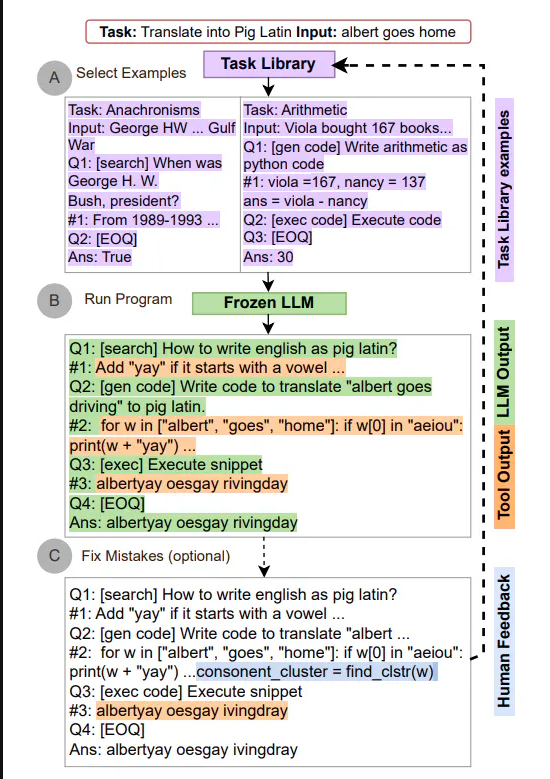 Task: Translate into Pig Latin Input: albert goes home
Task Library
A Select Examples
Task: Anachronisms
Input: George HW ... Gulf
War
Q1: [search] When was
George H. W.
Bush, president?
#1: From 1989-1993 ...
Q2: [EOQ]
Ans: True
Task: Arithmetic
Input: Viola bought 167 books...
Q1: [gen code] Write arithmetic as
python code
#1: viola =167, nancy = 137
ans = viola - nancy
Q2: [exec code] Execute code
Q3: [EOQ]
Ans: 30
Task Library examples
B Run Program
Frozen LLM
Q1: [search] How to write english as pig latin?
#1: Add "yay" if it starts with a vowel ...
Q2: [gen code] Write code to translate "albert goes
driving" to pig latin.
#2: for w in ["albert", "goes", "home"]: if w[0] in "aeiou":
print(w + "yay") ...
Q3: [exec] Execute snippet
#3: albertyay oesgay rivingday
Q4: [EOQ]
Ans: albertyay oesgay rivingday
LLM Output
Tool Output
C Fix Mistakes (optional)
Q1: [search] How to write english as pig latin?
#1: Add "yay" if it starts with a vowel ...
Q2: [gen code] Write code to translate "albert ...
#2: for w in ["albert", "goes", "home"]: if w[0] in "aeiou":
print(w + "yay") ...consonent_cluster = find_clstr(w)
Q3: [exec code] Execute snippet
#3: albertyay oesgay ivingdray
Q4: [EOQ]
Ans: albertyay oesgay ivingdray
Human Feedback